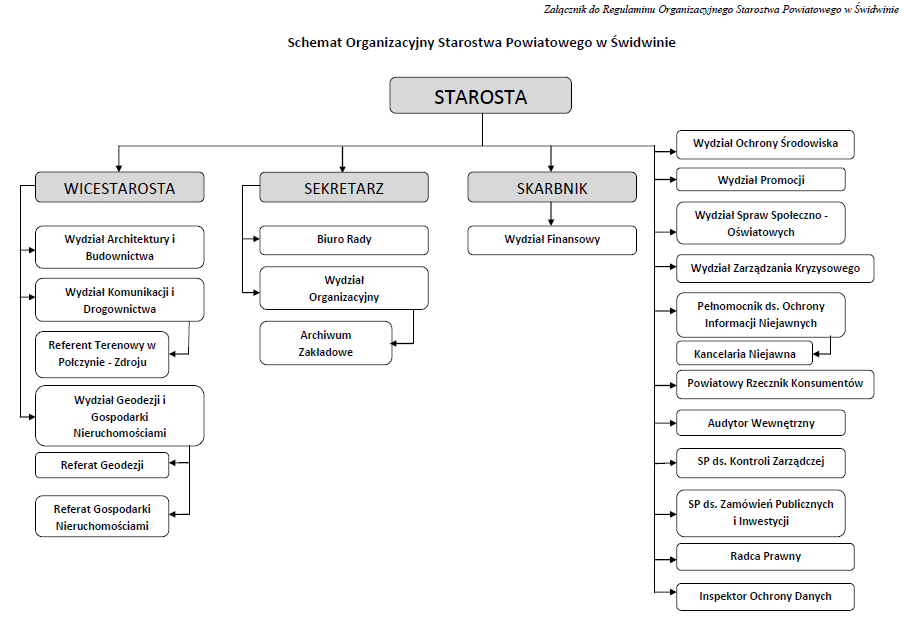 Załącznik do Regulaminu Organizacyjnego Starostwa Powiatowego w Świdwinie
Schemat Organizacyjny Starostwa Powiatowego w Świdwinie
STAROSTA
WICESTAROSTA
Wydział Architektury i
Budownictwa
Wydział Komunikacji i
Drogownictwa
Referent Terenowy w
Połczynie - Zdroju
Wydział Geodezji i
Gospodarki
Nieruchomościami
Referat Geodezji
Referat Gospodarki
Nieruchomościami
SEKRETARZ
Biuro Rady
Wydział
Organizacyjny
Archiwum
Zakładowe
SKARBNIK
Wydział Finansowy
Wydział Ochrony Środowiska
Wydział Promocji
Wydział Spraw Społeczno -
Oświatowych
Wydział Zarządzania Kryzysowego
Pełnomocnik ds. Ochrony
Informacji Niejawnych
Kancelaria Niejawna
Powiatowy Rzecznik Konsumentów
Audytor Wewnętrzny
SP ds. Kontroli Zarządczej
SP ds. Zamówień Publicznych
i Inwestycji
Radca Prawny
Inspektor Ochrony Danych